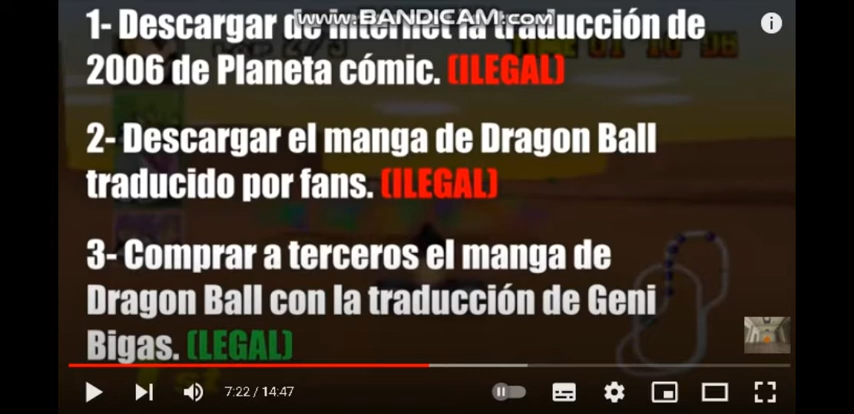 www.BANDICAM.com
1- Descargar de internet la traducción de
2006 de Planeta cómic. (ILEGAL)
2- Descargar el manga de Dragon Ball
traducido por fans. (ILEGAL)
3- Comprar a terceros el manga de
Dragon Ball con la traducción de Geni
Bigas. (LEGAL)
7:22 / 14:47